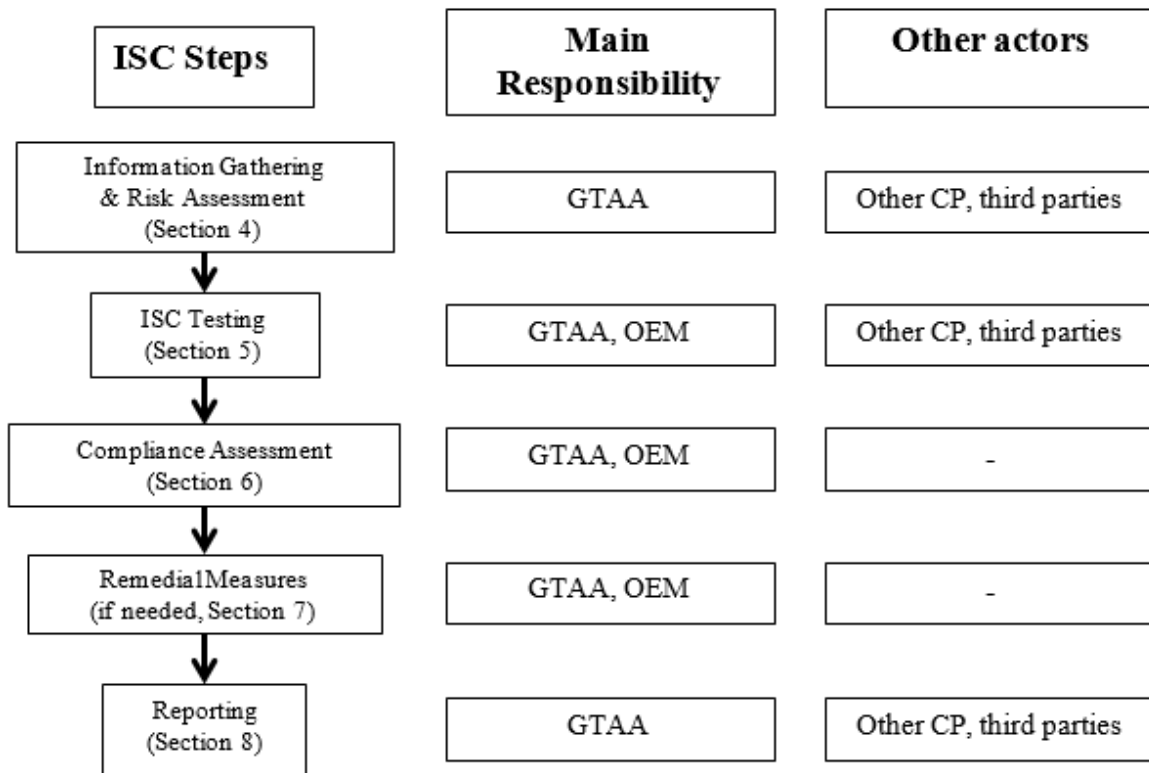 ISC Steps
Main
Responsibility
Other actors
Information Gathering
& Risk Assessment
(Section 4)
GTAA
Other CP, third parties
ISC Testing
(Section 5)
GTAA, OEM
Other CP, third parties
Compliance Assessment
(Section 6)
GTAA, OEM
-
Remedial Measures
(if needed, Section 7)
GTAA, OEM
-
Reporting
(Section 8)
GTAA
Other CP, third parties